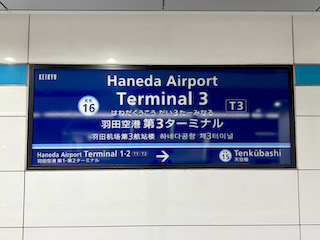 KEIKYU
Haneda Airport
Terminal 3
KK
16
T3
はねだくうこう だい3たーみなる
羽田空港 第3ターミナル
羽田机场第3航站楼 하네다공항 제3터미널
Haneda Airport Terminal 1·2 T1 T2
羽田空港第1·第2ターミナル
→
KK
15
Tenkūbashi
天空橋